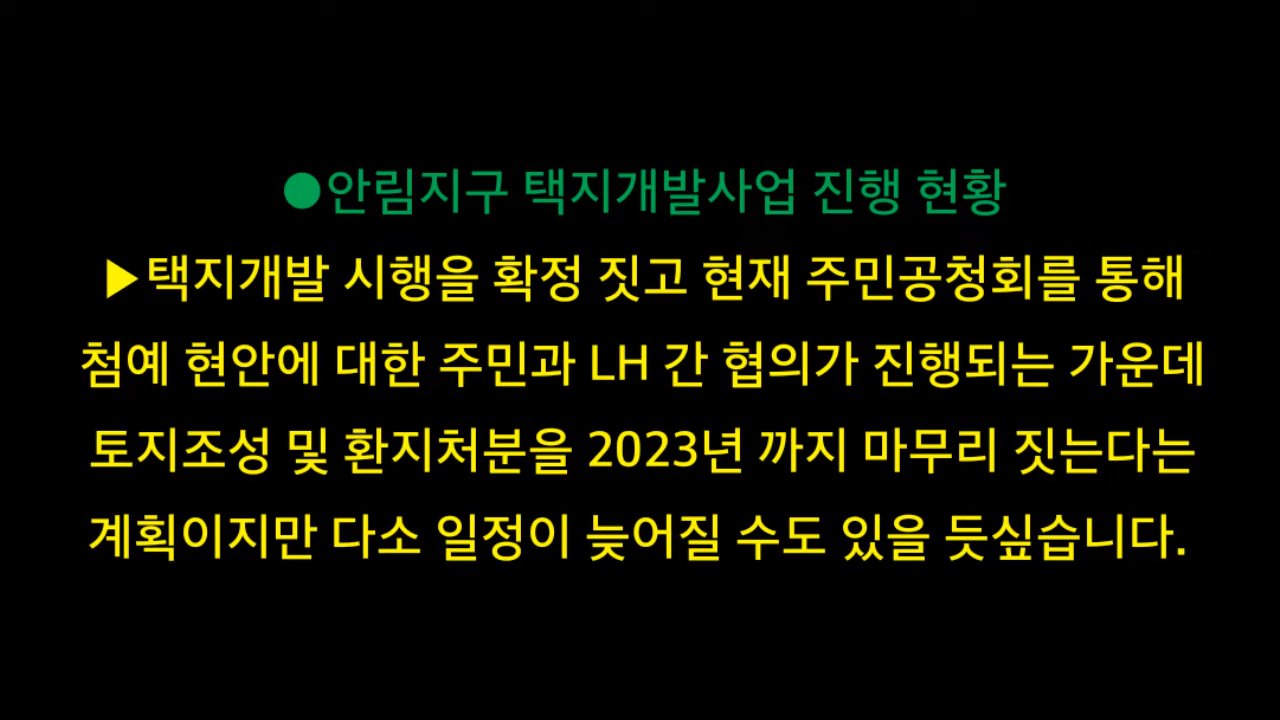 ●안림지구 택지개발사업 진행 현황
▶택지개발 시행을 확정 짓고 현재 주민공청회를 통해
첨예 현안에 대한 주민과 LH 간 협의가 진행되는 가운데
토지조성 및 환지처분을 2023년 까지 마무리 짓는다는
계획이지만 다소 일정이 늦어질 수도 있을 듯싶습니다.